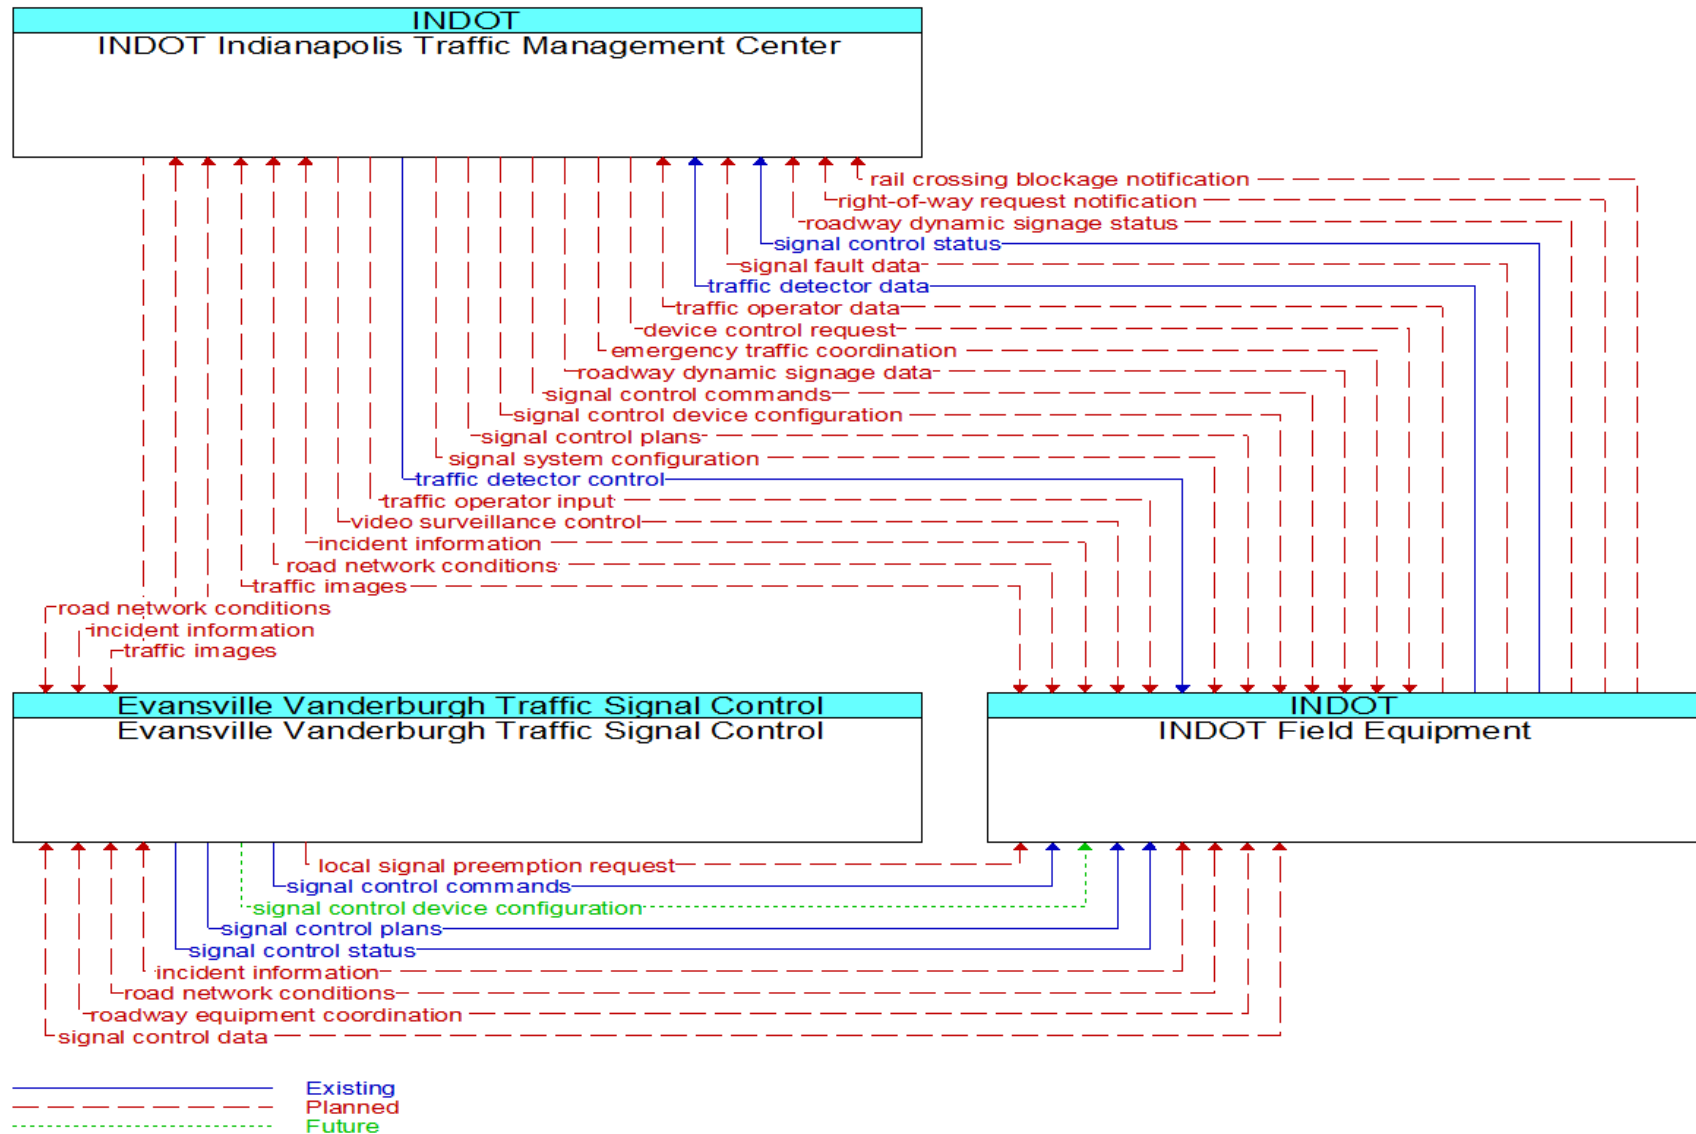 INDOT
INDOT Indianapolis Traffic Management Center
rail crossing blockage notification
right-of-way request notification
roadway dynamic signage status
signal control status
signal fault data
traffic detector data
traffic operator data
device control request
emergency traffic coordination
roadway dynamic signage data
signal control commands
signal control device configuration
signal control plans
signal system configuration
traffic detector control
traffic operator input
video surveillance control
incident information
road network conditions
traffic images
road network conditions
incident information
traffic images
Evansville Vanderburgh Traffic Signal Control
Evansville Vanderburgh Traffic Signal Control
INDOT
INDOT Field Equipment
local signal preemption request
signal control commands
signal control device configuration
signal control plans
signal control status
incident information
road network conditions
roadway equipment coordination
signal control data
Existing
Planned
Future